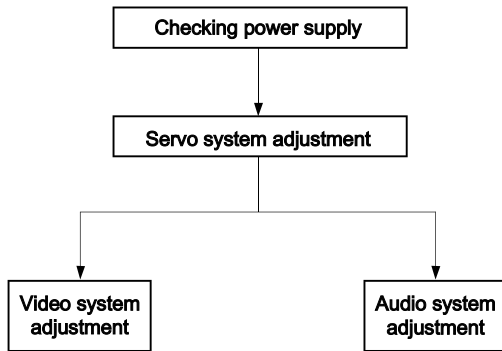 Checking power supply
Servo system adjustment
Video system
adjustment
Audio system
adjustment